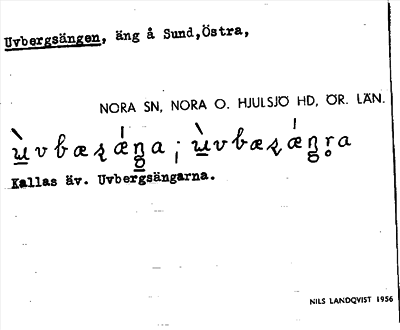 Uvbergsängen, äng å Sund,Östra,
NORA SN, NORA O. HJULSJÖ HD, ÖR. LÄN.
Kallas äv. Uvbergsängarna.
NILS LANDQVIST 1956